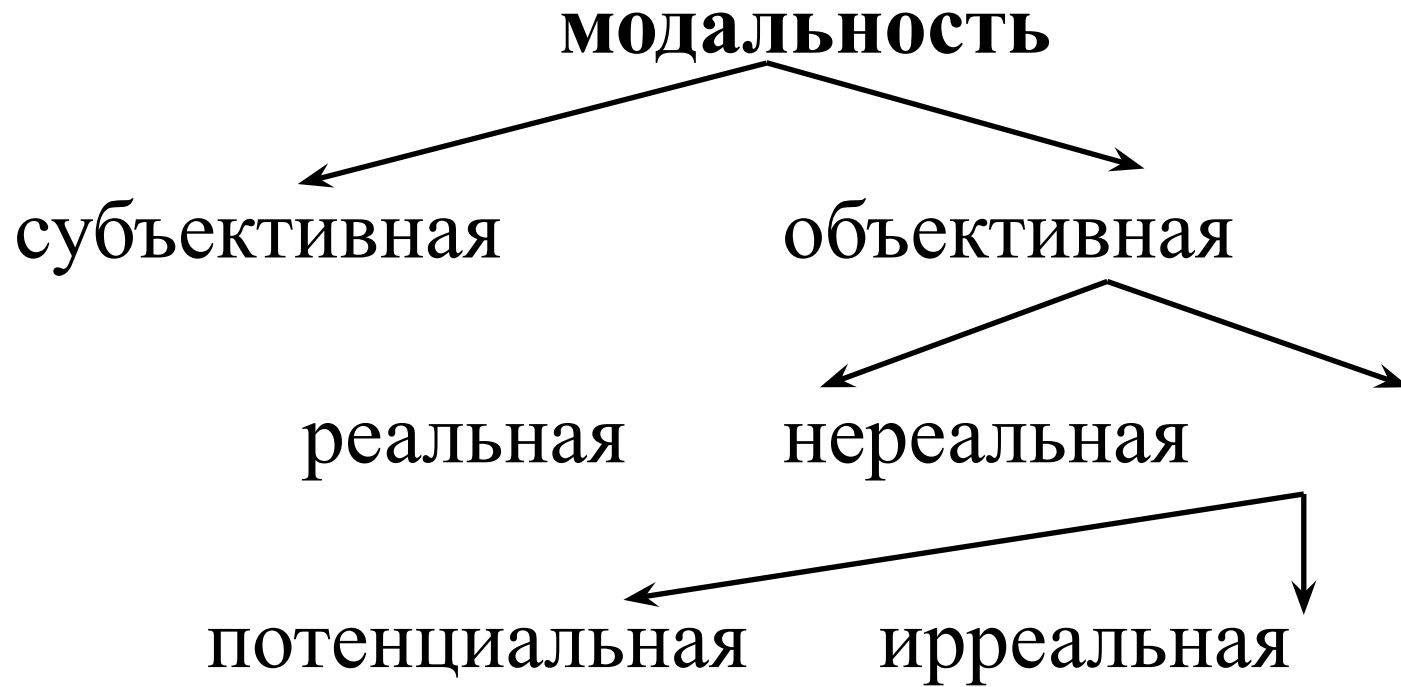 модальность
субъективная объективная
реальная нереальная
потенциальная ирреальная